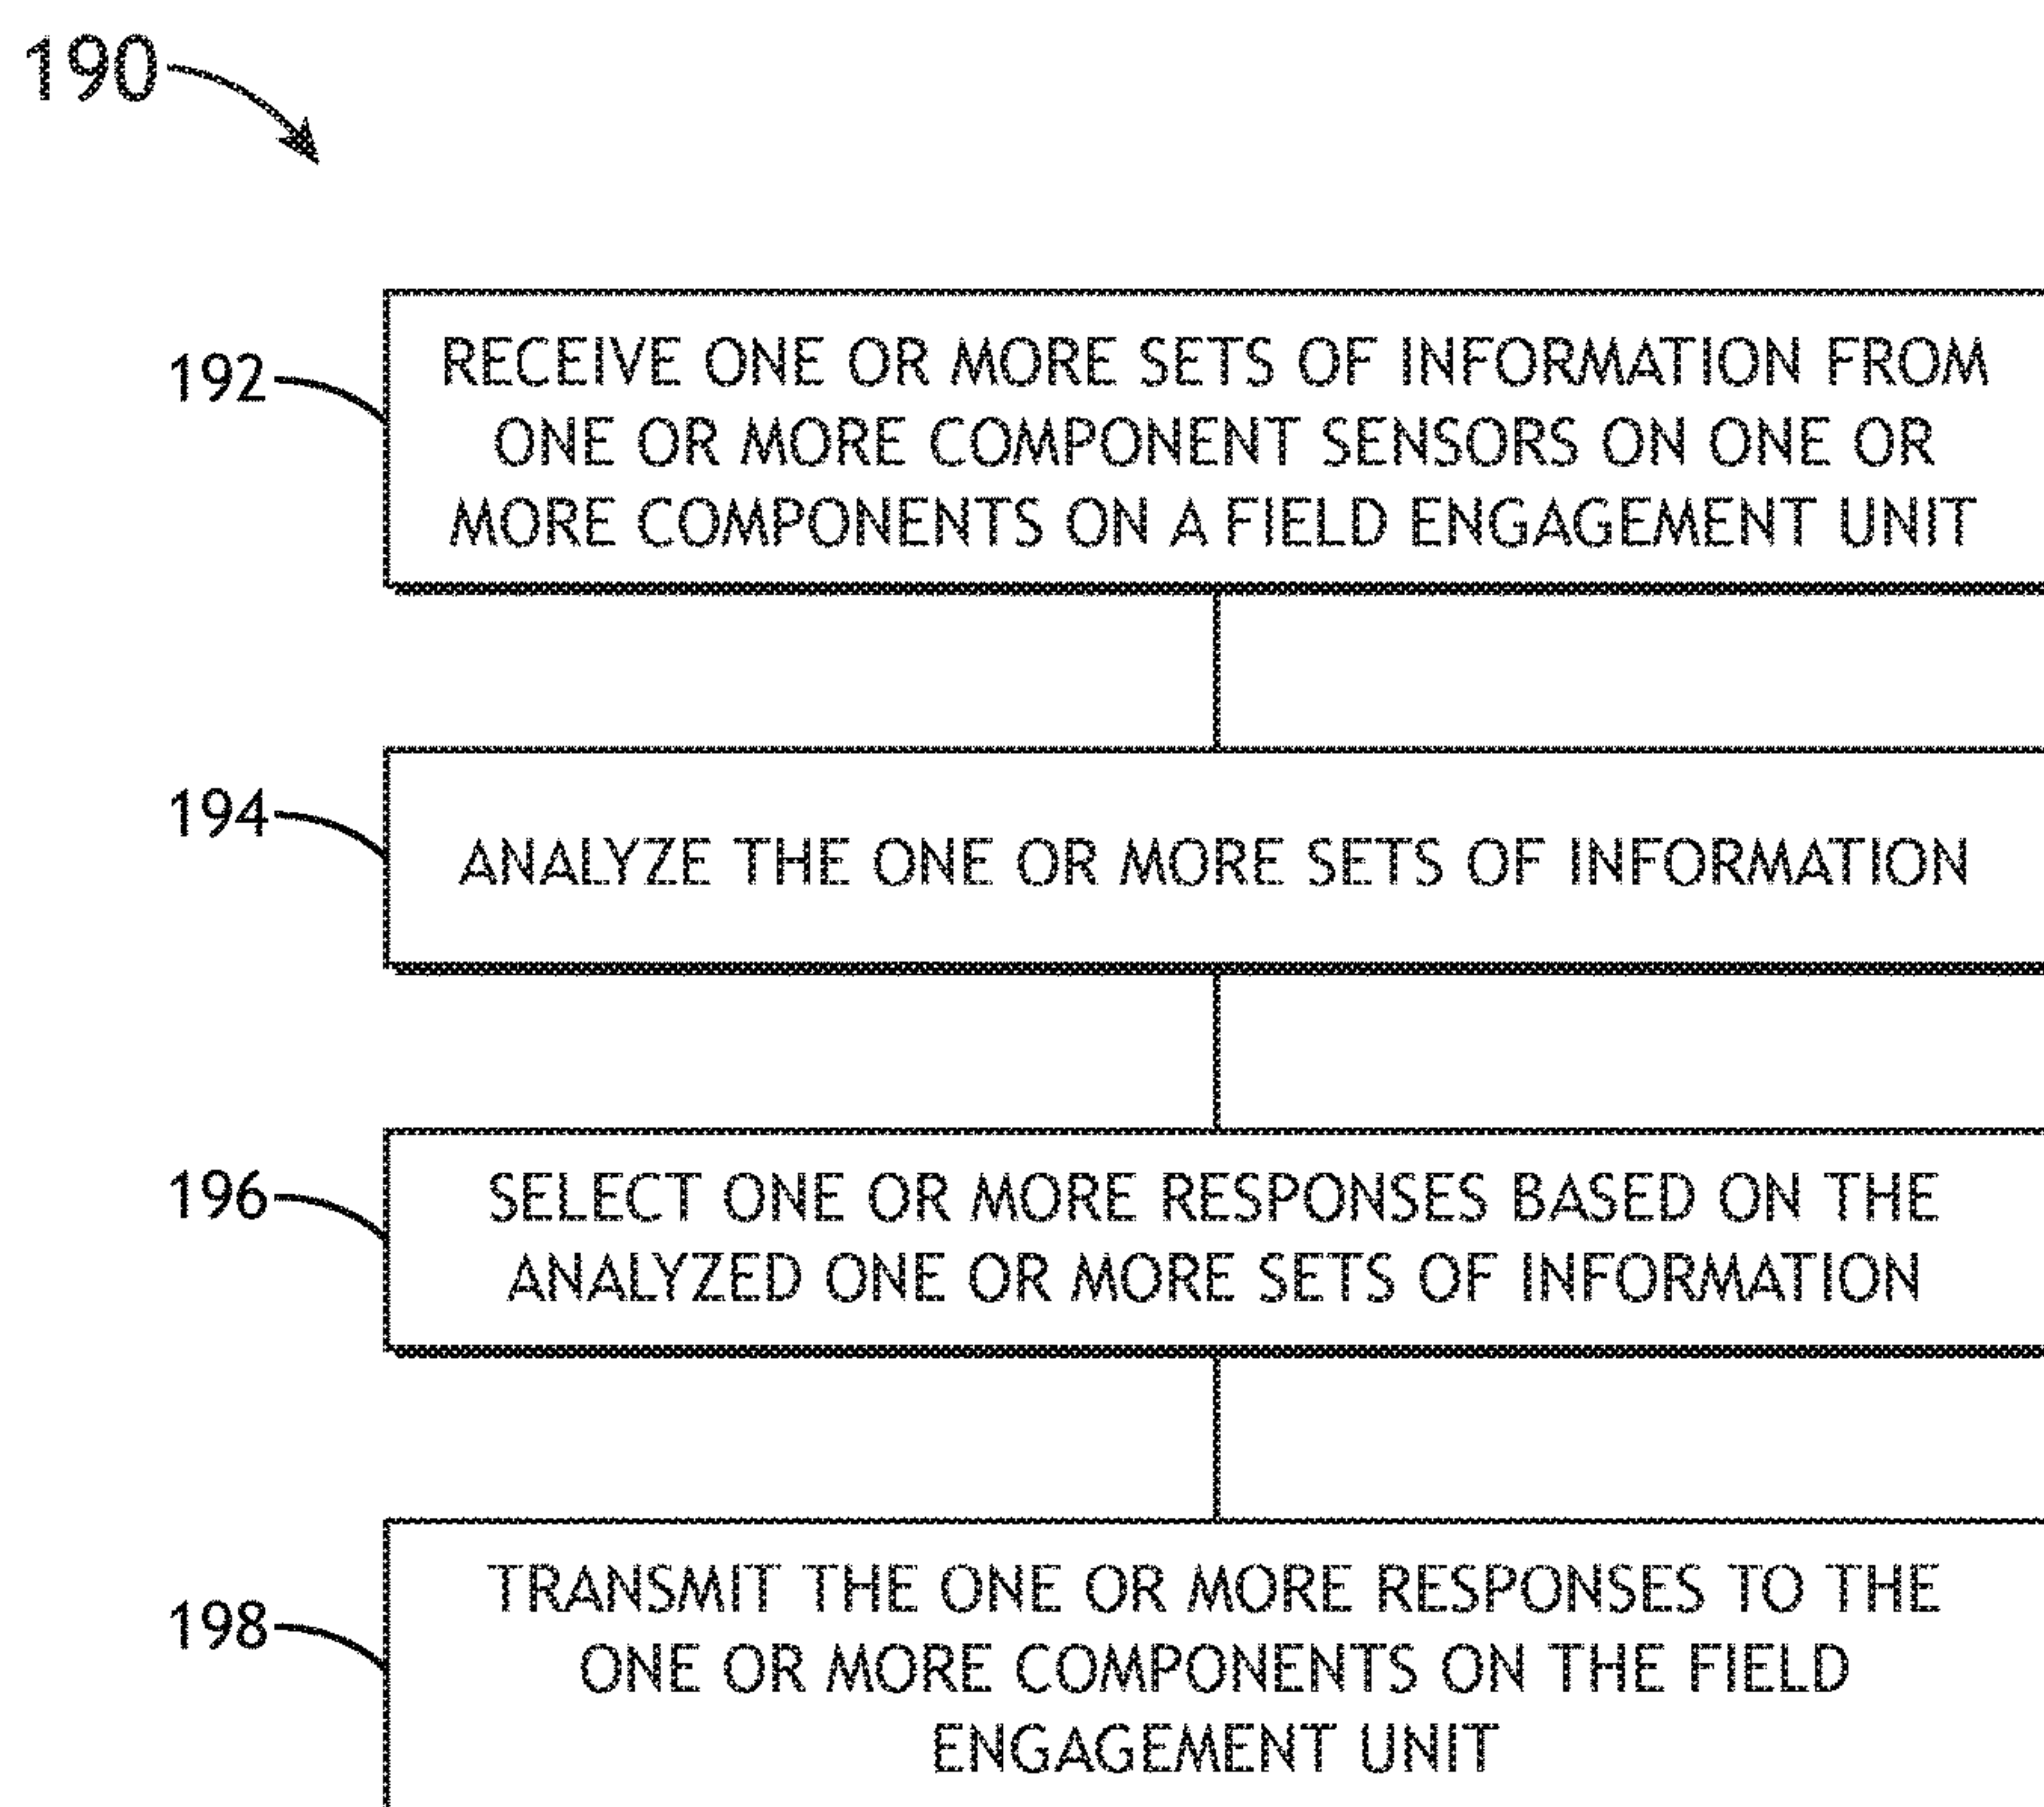 190
192
RECEIVE ONE OR MORE SETS OF INFORMATION FROM
ONE OR MORE COMPONENT SENSORS ON ONE OR
MORE COMPONENTS ON A FIELD ENGAGEMENT UNIT
194
ANALYZE THE ONE OR MORE SETS OF INFORMATION
196
SELECT ONE OR MORE RESPONSES BASED ON THE
ANALYZED ONE OR MORE SETS OF INFORMATION
198
TRANSMIT THE ONE OR MORE RESPONSES TO THE
ONE OR MORE COMPONENTS ON THE FIELD
ENGAGEMENT UNIT